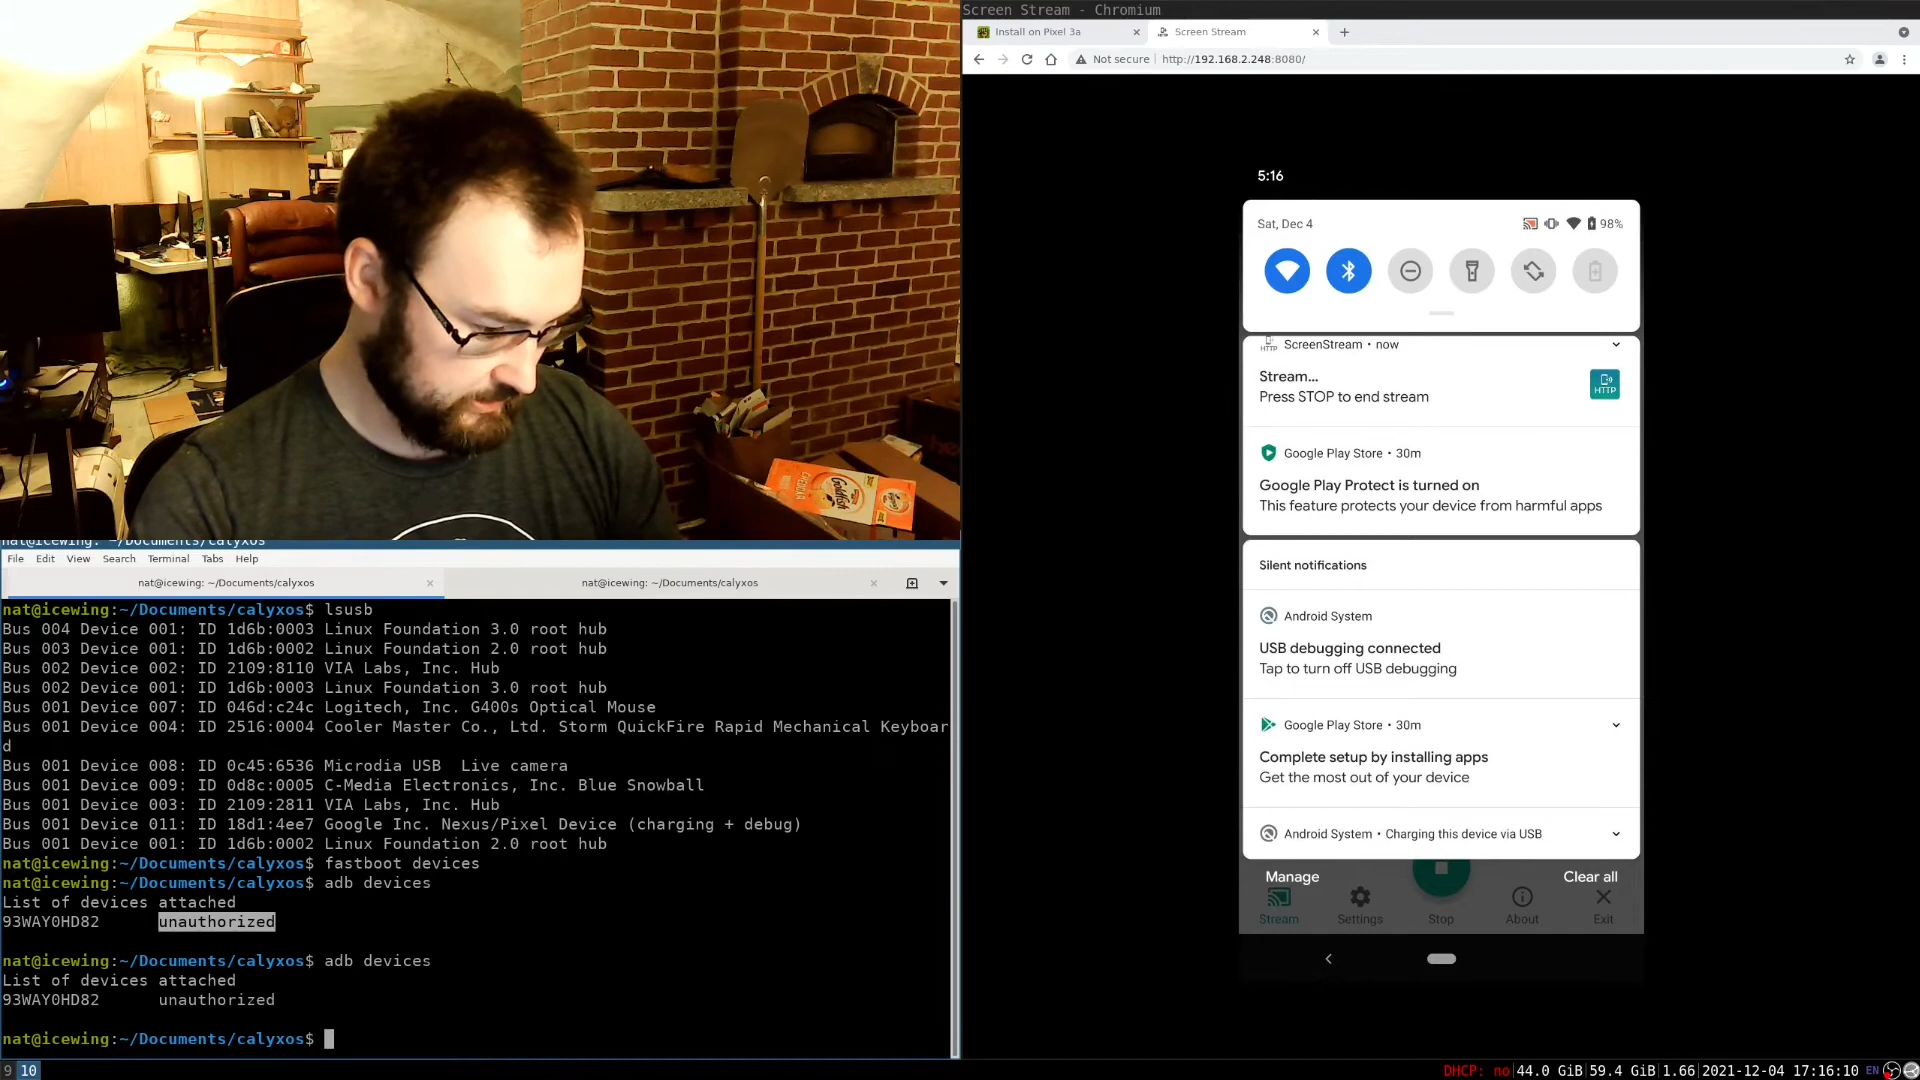 Screen Stream - Chromium
Install on Pixel 3a
Screen Stream
Not secure
http://192.168.2.248:8080/
Goldfish
nat@icewing: ~/Documents/calyxos
File Edit View Search Terminal Tabs Help
nat@icewing: ~/Documents/calyxos
nat@icewing: ~/Documents/calyxos
nat@icewing:~/Documents/calyxos$ lsusb
Bus 004 Device 001: ID 1d6b:0003 Linux Foundation 3.0 root hub
Bus 003 Device 001: ID 1d6b:0002 Linux Foundation 2.0 root hub
Bus 002 Device 002: ID 2109:8110 VIA Labs, Inc. Hub
Bus 002 Device 001: ID 1d6b:0003 Linux Foundation 3.0 root hub
Bus 001 Device 007: ID 046d:c24c Logitech, Inc. G400s Optical Mouse
Bus 001 Device 004: ID 2516:0004 Cooler Master Co., Ltd. Storm QuickFire Rapid Mechanical Keyboar
d
Bus 001 Device 008: ID 0c45:6536 Microdia USB  Live camera
Bus 001 Device 009: ID 0d8c:0005 C-Media Electronics, Inc. Blue Snowball
Bus 001 Device 003: ID 2109:2811 VIA Labs, Inc. Hub
Bus 001 Device 011: ID 18d1:4ee7 Google Inc. Nexus/Pixel Device (charging + debug)
Bus 001 Device 001: ID 1d6b:0002 Linux Foundation 2.0 root hub
nat@icewing:~/Documents/calyxos$ fastboot devices
nat@icewing:~/Documents/calyxos$ adb devices
List of devices attached
93WAY0HD82 unauthorized
nat@icewing:~/Documents/calyxos$ adb devices
List of devices attached
93WAY0HD82 unauthorized
nat@icewing:~/Documents/calyxos$
5:16
Sat, Dec 4
98%
HTTP
ScreenStream • now
Stream...
Press STOP to end stream
HTTP
Google Play Store • 30m
Google Play Protect is turned on
This feature protects your device from harmful apps
Silent notifications
Android System
USB debugging connected
Tap to turn off USB debugging
Google Play Store • 30m
Complete setup by installing apps
Get the most out of your device
Android System • Charging this device via USB
Manage
Clear all
Stream
Settings
Stop
About
Exit
9 10
DHCP: no|44.0 GiB|59.4 GiB|1.66|2021-12-04 17:16:10 EN